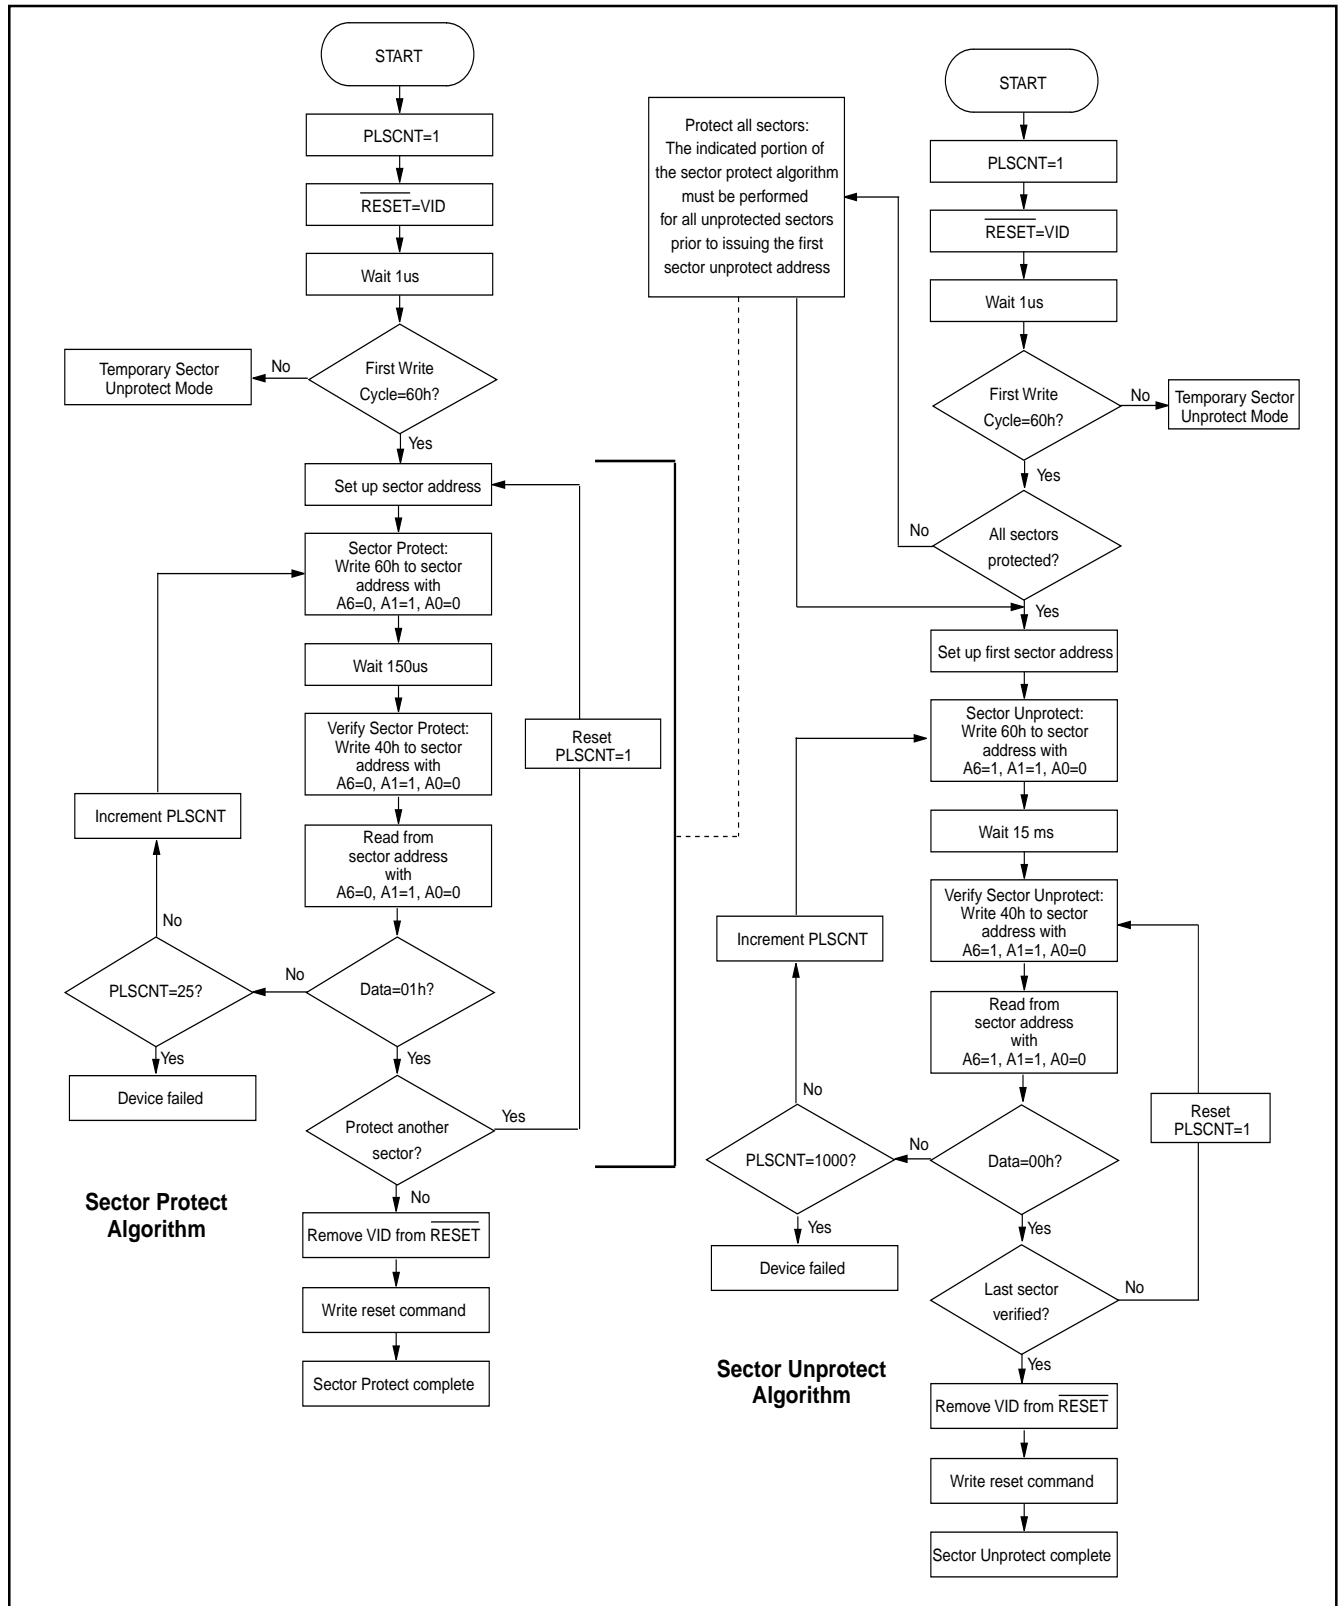 START
PLSCNT=1
RESET=VID
Wait 1us
First Write
Cycle=60h?
No
Temporary Sector
Unprotect Mode
Yes
Set up sector address
Sector Protect:
Write 60h to sector
address with
A6=0, A1=1, A0=0
Wait 150us
Verify Sector Protect:
Write 40h to sector
address with
A6=0, A1=1, A0=0
Read from
sector address
with
A6=0, A1=1, A0=0
Data=01h?
No
PLSCNT=25?
No
Increment PLSCNT
Yes
Device failed
Yes
Protect another
sector?
Yes
Reset
PLSCNT=1
No
Remove VID from RESET
Write reset command
Sector Protect complete
Sector Protect
Algorithm
Protect all sectors:
The indicated portion of
the sector protect algorithm
must be performed
for all unprotected sectors
prior to issuing the first
sector unprotect address
START
PLSCNT=1
RESET=VID
Wait 1us
First Write
Cycle=60h?
No
Temporary Sector
Unprotect Mode
Yes
All sectors
protected?
No
Yes
Set up first sector address
Sector Unprotect:
Write 60h to sector
address with
A6=1, A1=1, A0=0
Wait 15 ms
Verify Sector Unprotect:
Write 40h to sector
address with
A6=1, A1=1, A0=0
Read from
sector address
with
A6=1, A1=1, A0=0
Data=00h?
No
PLSCNT=1000?
No
Increment PLSCNT
Yes
Device failed
Yes
Last sector
verified?
No
Reset
PLSCNT=1
Yes
Remove VID from RESET
Write reset command
Sector Unprotect complete
Sector Unprotect
Algorithm